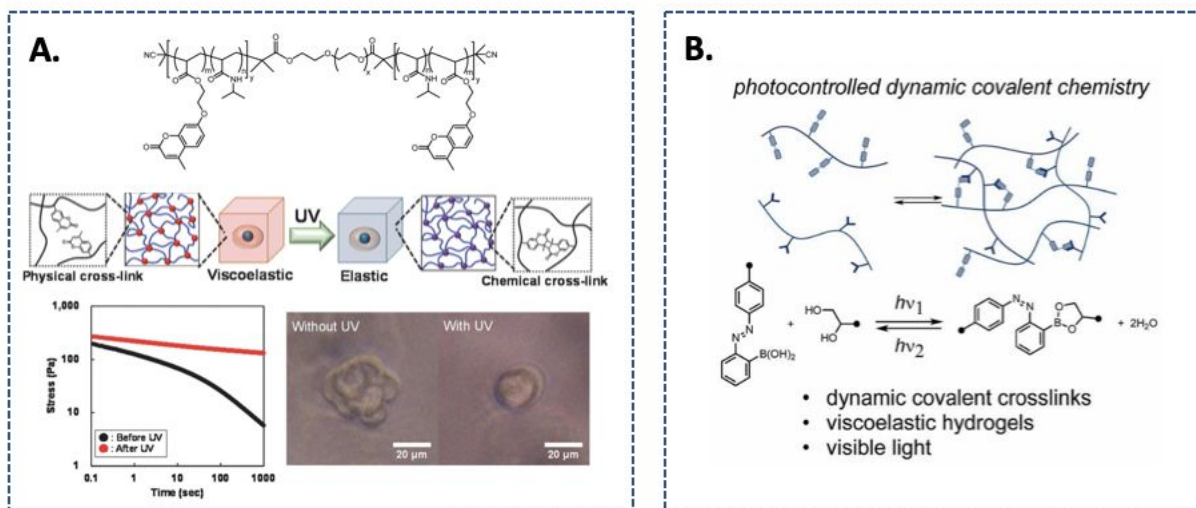 A.
NC
O
O
O
O
O
O
O
O
CN
m
n
y
x
n
m
y
NH
NH
O
O
O
O
O
O
O
O
Physical cross-link
Viscoelastic
UV
Elastic
Chemical cross-link
Stress (Pa)
1,000
100
10
1
: Before UV
: After UV
0.1
1
10
100
1000
Time (sec)
Without UV
20 μm
With UV
20 μm
B.
photocontrolled dynamic covalent chemistry
N
N
B(OH)₂
+
HO
HO
hν₁
hν₂
N
N
B
O
O
+ 2H₂O
• dynamic covalent crosslinks
• viscoelastic hydrogels
• visible light